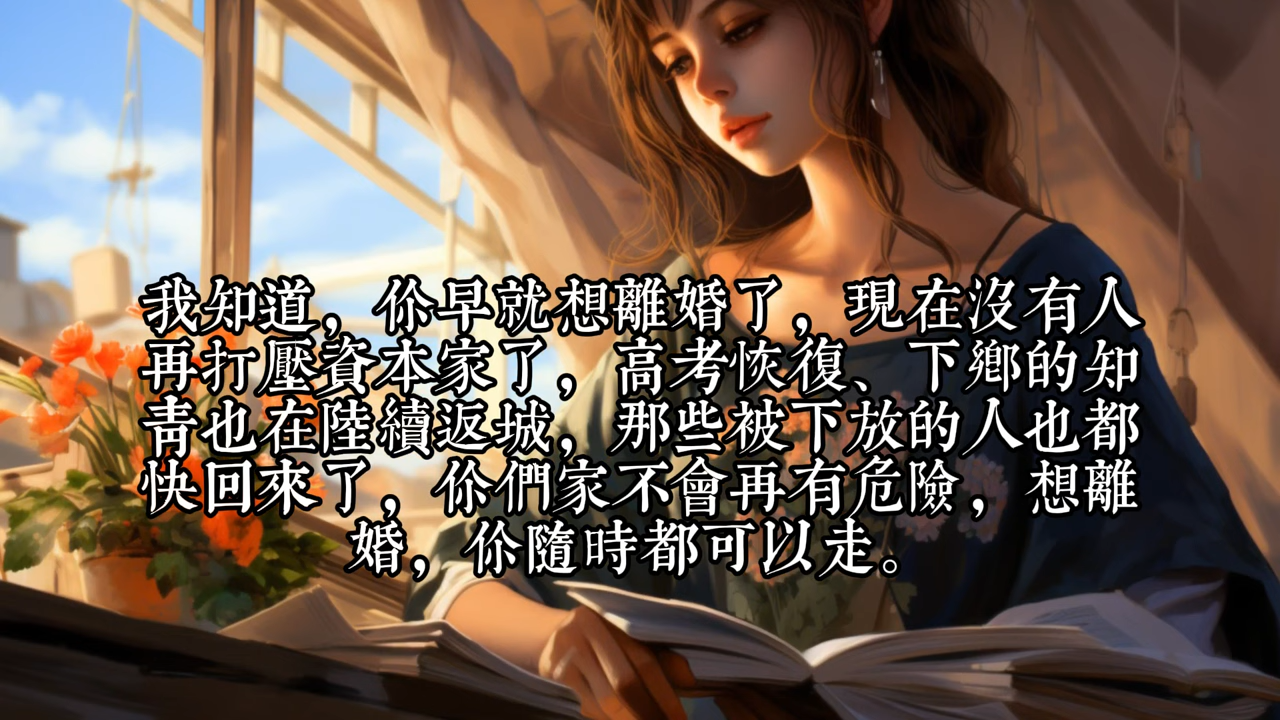 我知道，你早就想離婚了，現在沒有人
再打壓資本家了，高考恢復、下鄉的知
青也在陸續返城，那些被下放的人也都
快回來了，你們家不會再有危險，想離
婚，你隨時都可以走。